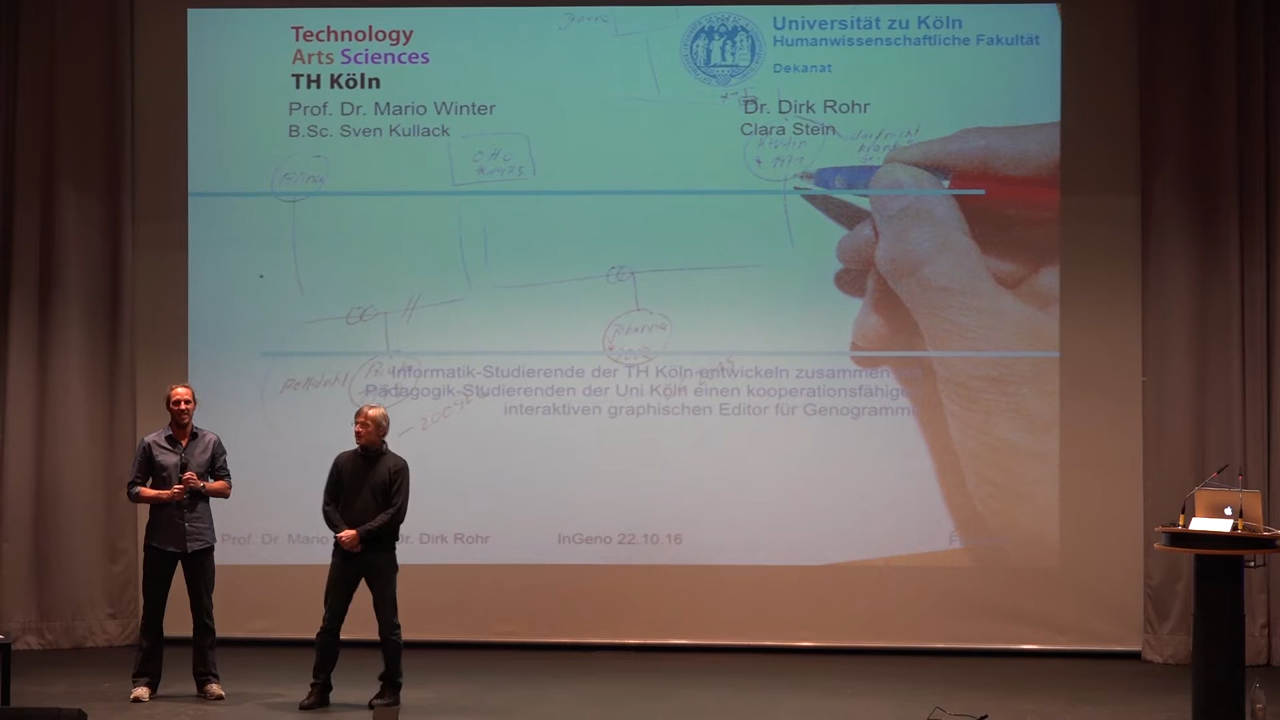 Technology
Arts Sciences
TH Köln
Prof. Dr. Mario Winter
B.Sc. Sven Kullack
Universität zu Köln
Humanwissenschaftliche Fakultät
Dekanat
Dr. Dirk Rohr
Clara Stein
Informatik-Studierende der TH Köln entwickeln zusammen
Pädagogik-Studierenden der Uni Köln einen
interaktiven graphischen Editor für
Prof. Dr. Mario
Dr. Dirk Rohr
InGeno 22.10.16